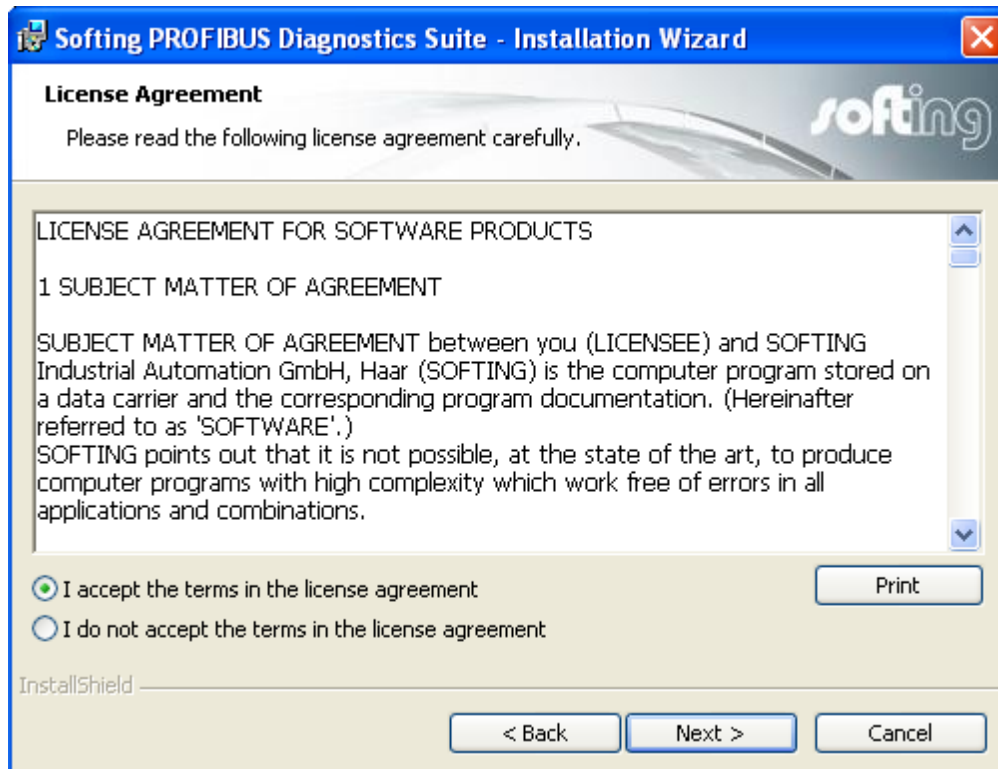 Softing PROFIBUS Diagnostics Suite - Installation Wizard
License Agreement
Please read the following license agreement carefully.
softing
LICENSE AGREEMENT FOR SOFTWARE PRODUCTS
1 SUBJECT MATTER OF AGREEMENT
SUBJECT MATTER OF AGREEMENT between you (LICENSEE) and SOFTING
Industrial Automation GmbH, Haar (SOFTING) is the computer program stored on
a data carrier and the corresponding program documentation. (Hereinafter
referred to as 'SOFTWARE'.)
SOFTING points out that it is not possible, at the state of the art, to produce
computer programs with high complexity which work free of errors in all
applications and combinations.
I accept the terms in the license agreement
Print
I do not accept the terms in the license agreement
InstallShield
< Back
Next >
Cancel